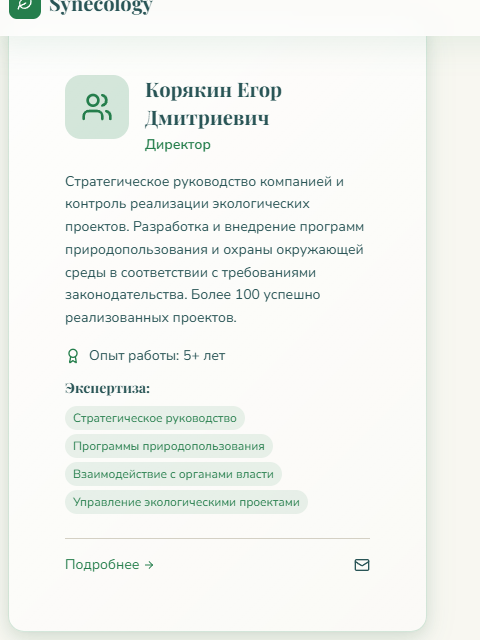 Synecology
Корякин Егор
Дмитриевич
Директор
Стратегическое руководство компанией и
контроль реализации экологических
проектов. Разработка и внедрение программ
природопользования и охраны окружающей
среды в соответствии с требованиями
законодательства. Более 100 успешно
реализованных проектов.
Опыт работы: 5+ лет
Экспертиза:
Стратегическое руководство
Программы природопользования
Взаимодействие с органами власти
Управление экологическими проектами
Подробнее →